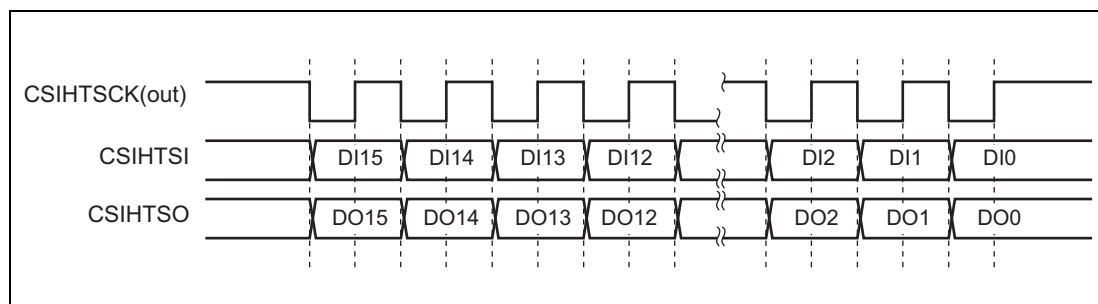 CSIHTSCK(out)
CSIHTSI DI15 DI14 DI13 DI12 DI2 DI1 DI0
CSIHTSO DO15 DO14 DO13 DO12 DO2 DO1 DO0